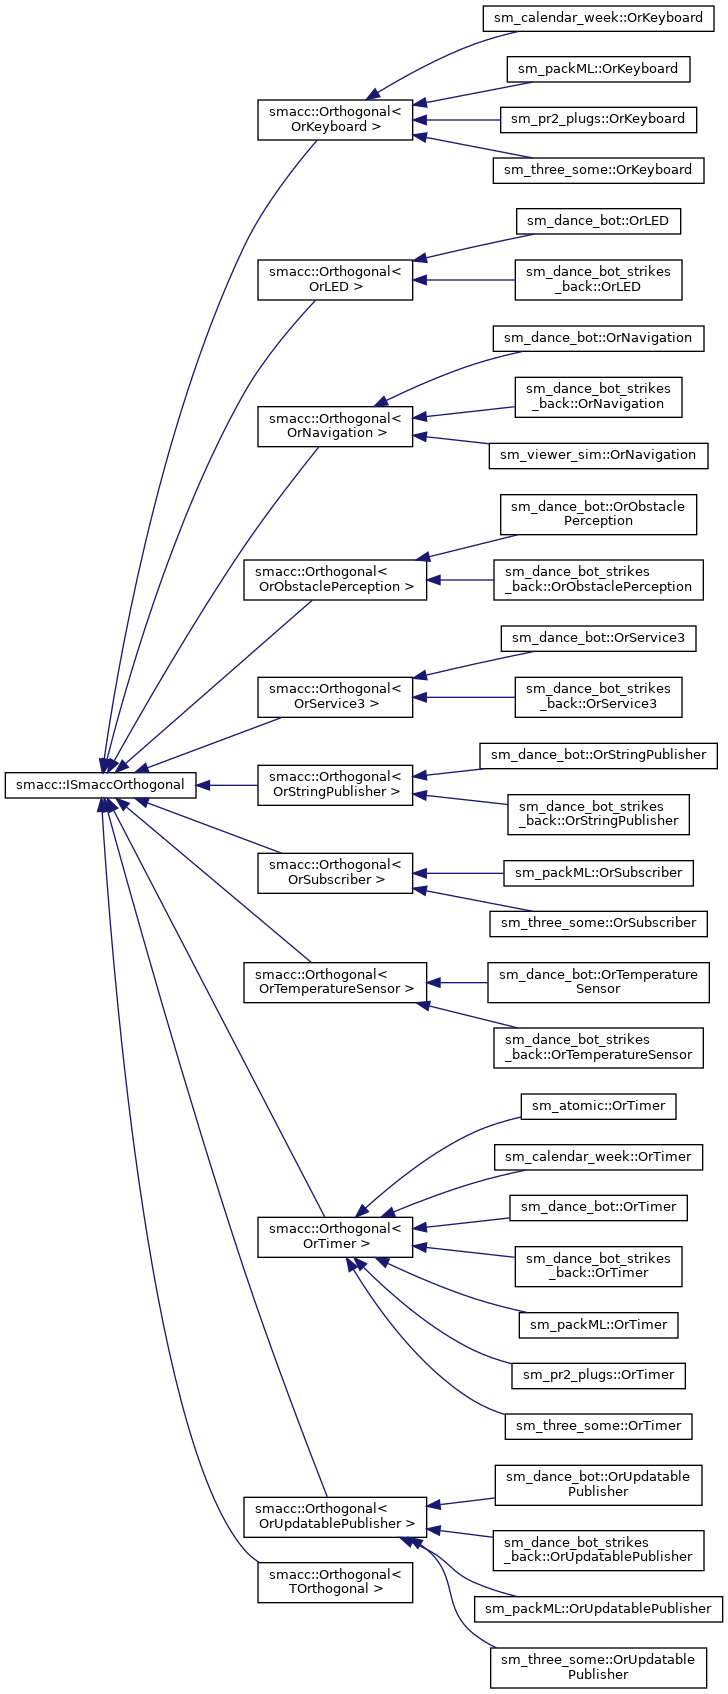 sm_calendar_week::OrKeyboard
sm_packML::OrKeyboard
smacc::Orthogonal<
OrKeyboard >
sm_pr2_plugs::OrKeyboard
sm_three_some::OrKeyboard
sm_dance_bot::OrLED
smacc::Orthogonal<
OrLED >
sm_dance_bot_strikes
_back::OrLED
sm_dance_bot::OrNavigation
sm_dance_bot_strikes
_back::OrNavigation
smacc::Orthogonal<
OrNavigation >
sm_viewer_sim::OrNavigation
sm_dance_bot::OrObstacle
Perception
smacc::Orthogonal<
OrObstaclePerception >
sm_dance_bot_strikes
_back::OrObstaclePerception
sm_dance_bot::OrService3
smacc::Orthogonal<
OrService3 >
sm_dance_bot_strikes
_back::OrService3
sm_dance_bot::OrStringPublisher
smacc::ISmaccOrthogonal
smacc::Orthogonal<
OrStringPublisher >
sm_dance_bot_strikes
_back::OrStringPublisher
smacc::Orthogonal<
OrSubscriber >
sm_packML::OrSubscriber
sm_three_some::OrSubscriber
smacc::Orthogonal<
OrTemperatureSensor >
sm_dance_bot::OrTemperature
Sensor
sm_dance_bot_strikes
_back::OrTemperatureSensor
sm_atomic::OrTimer
sm_calendar_week::OrTimer
sm_dance_bot::OrTimer
smacc::Orthogonal<
OrTimer >
sm_dance_bot_strikes
_back::OrTimer
sm_packML::OrTimer
sm_pr2_plugs::OrTimer
sm_three_some::OrTimer
sm_dance_bot::OrUpdatable
Publisher
smacc::Orthogonal<
OrUpdatablePublisher >
sm_dance_bot_strikes
_back::OrUpdatablePublisher
smacc::Orthogonal<
TOrthogonal >
sm_packML::OrUpdatablePublisher
sm_three_some::OrUpdatable
Publisher